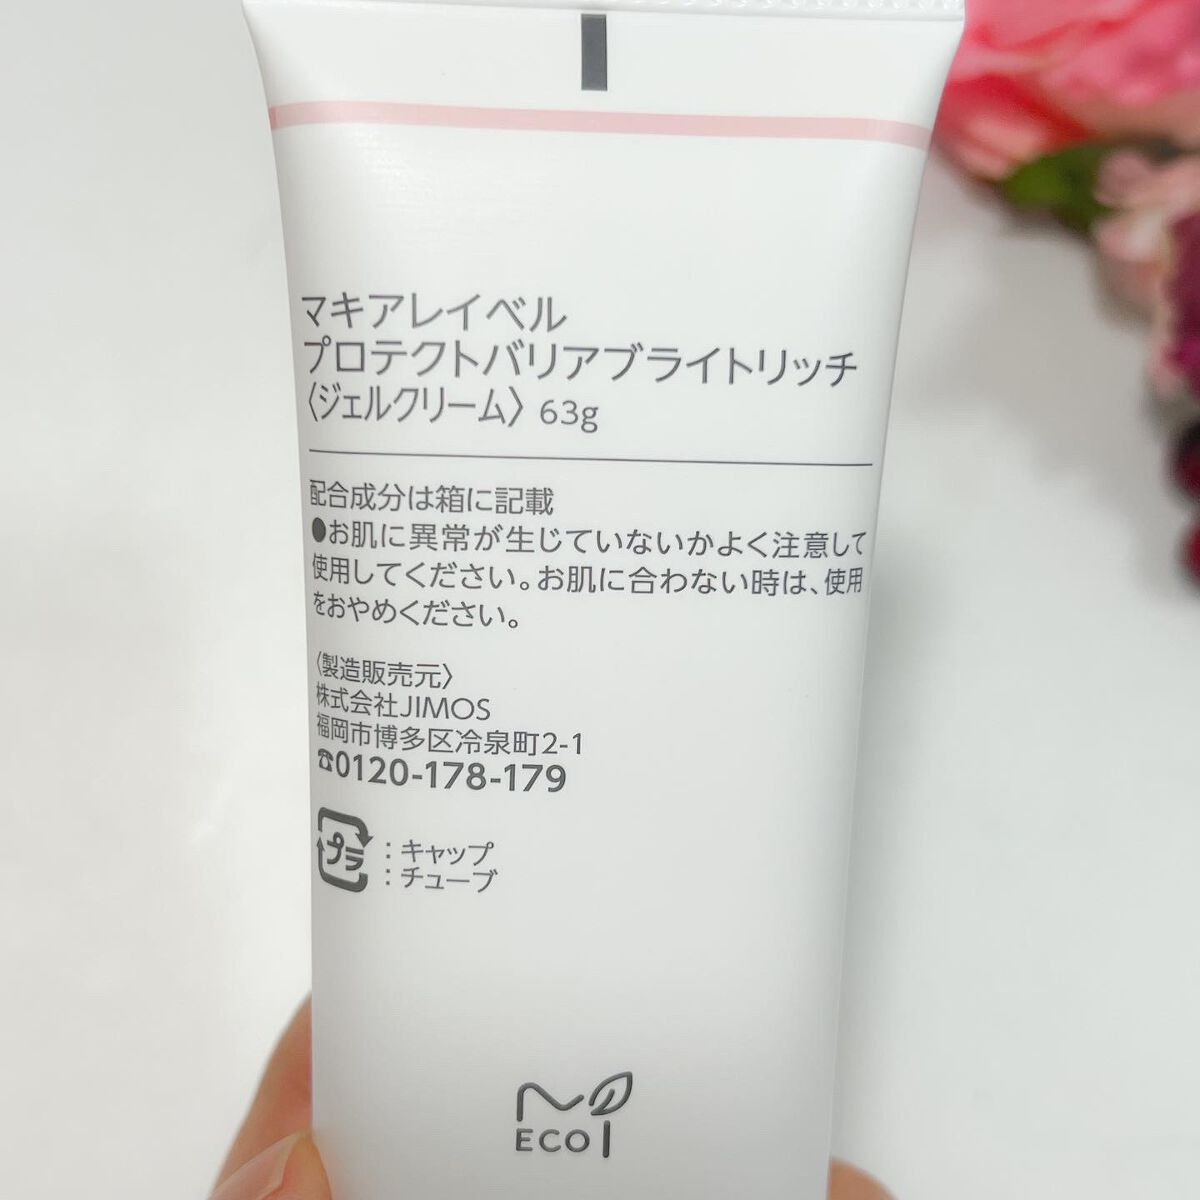 マキアレイベル
プロテクトバリアブライトリッチ
〈ジェルクリーム〉 63g
配合成分は箱に記載
●お肌に異常が生じていないかよく注意して
使用してください。お肌に合わない時は、使用
をおやめください。
〈製造販売元〉
株式会社JIMOS
福岡市博多区冷泉町2-1
☎0120-178-179
プラ
：キャップ
：チューブ
ECO